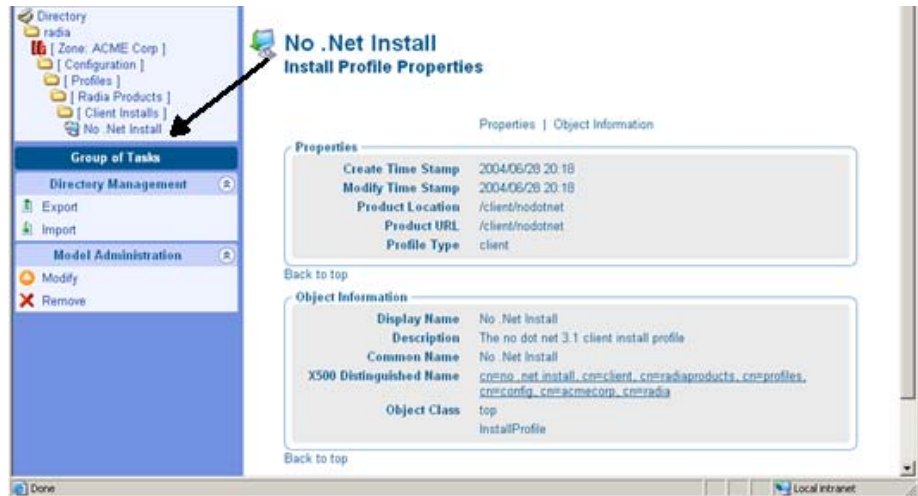 Directory
radia
[ Zone: ACME Corp ]
[ Configuration ]
[ Profiles ]
[ Radia Products ]
[ Client Installs ]
No .Net Install
Group of Tasks
Directory Management
Export
Import
Model Administration
Modify
Remove
No .Net Install
Install Profile Properties
Properties | Object Information
Properties
Create Time Stamp 2004/06/28 20:18
Modify Time Stamp 2004/06/28 20:18
Product Location /client/nodotnet
Product URL /client/nodotnet
Profile Type client
Back to top
Object Information
Display Name No .Net Install
Description The no dot net 3.1 client install profile
Common Name No .Net Install
X500 Distinguished Name cn=no .net install, cn=client, cn=radiaproducts, cn=profiles,
cn=config, cn=acmecorp, cn=radia
Object Class top
InstallProfile
Back to top
Done
Local intranet